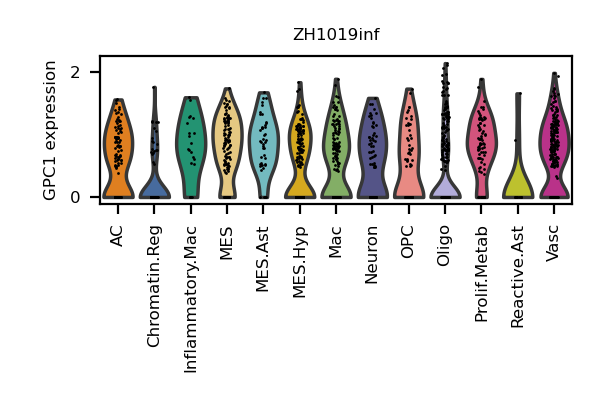 ZH1019inf
GPC1 expression
2
0
AC
Chromatin.Reg
Inflammatory.Mac
MES
MES.Ast
MES.Hyp
Mac
Neuron
OPC
Oligo
Prolif.Metab
Reactive.Ast
Vasc